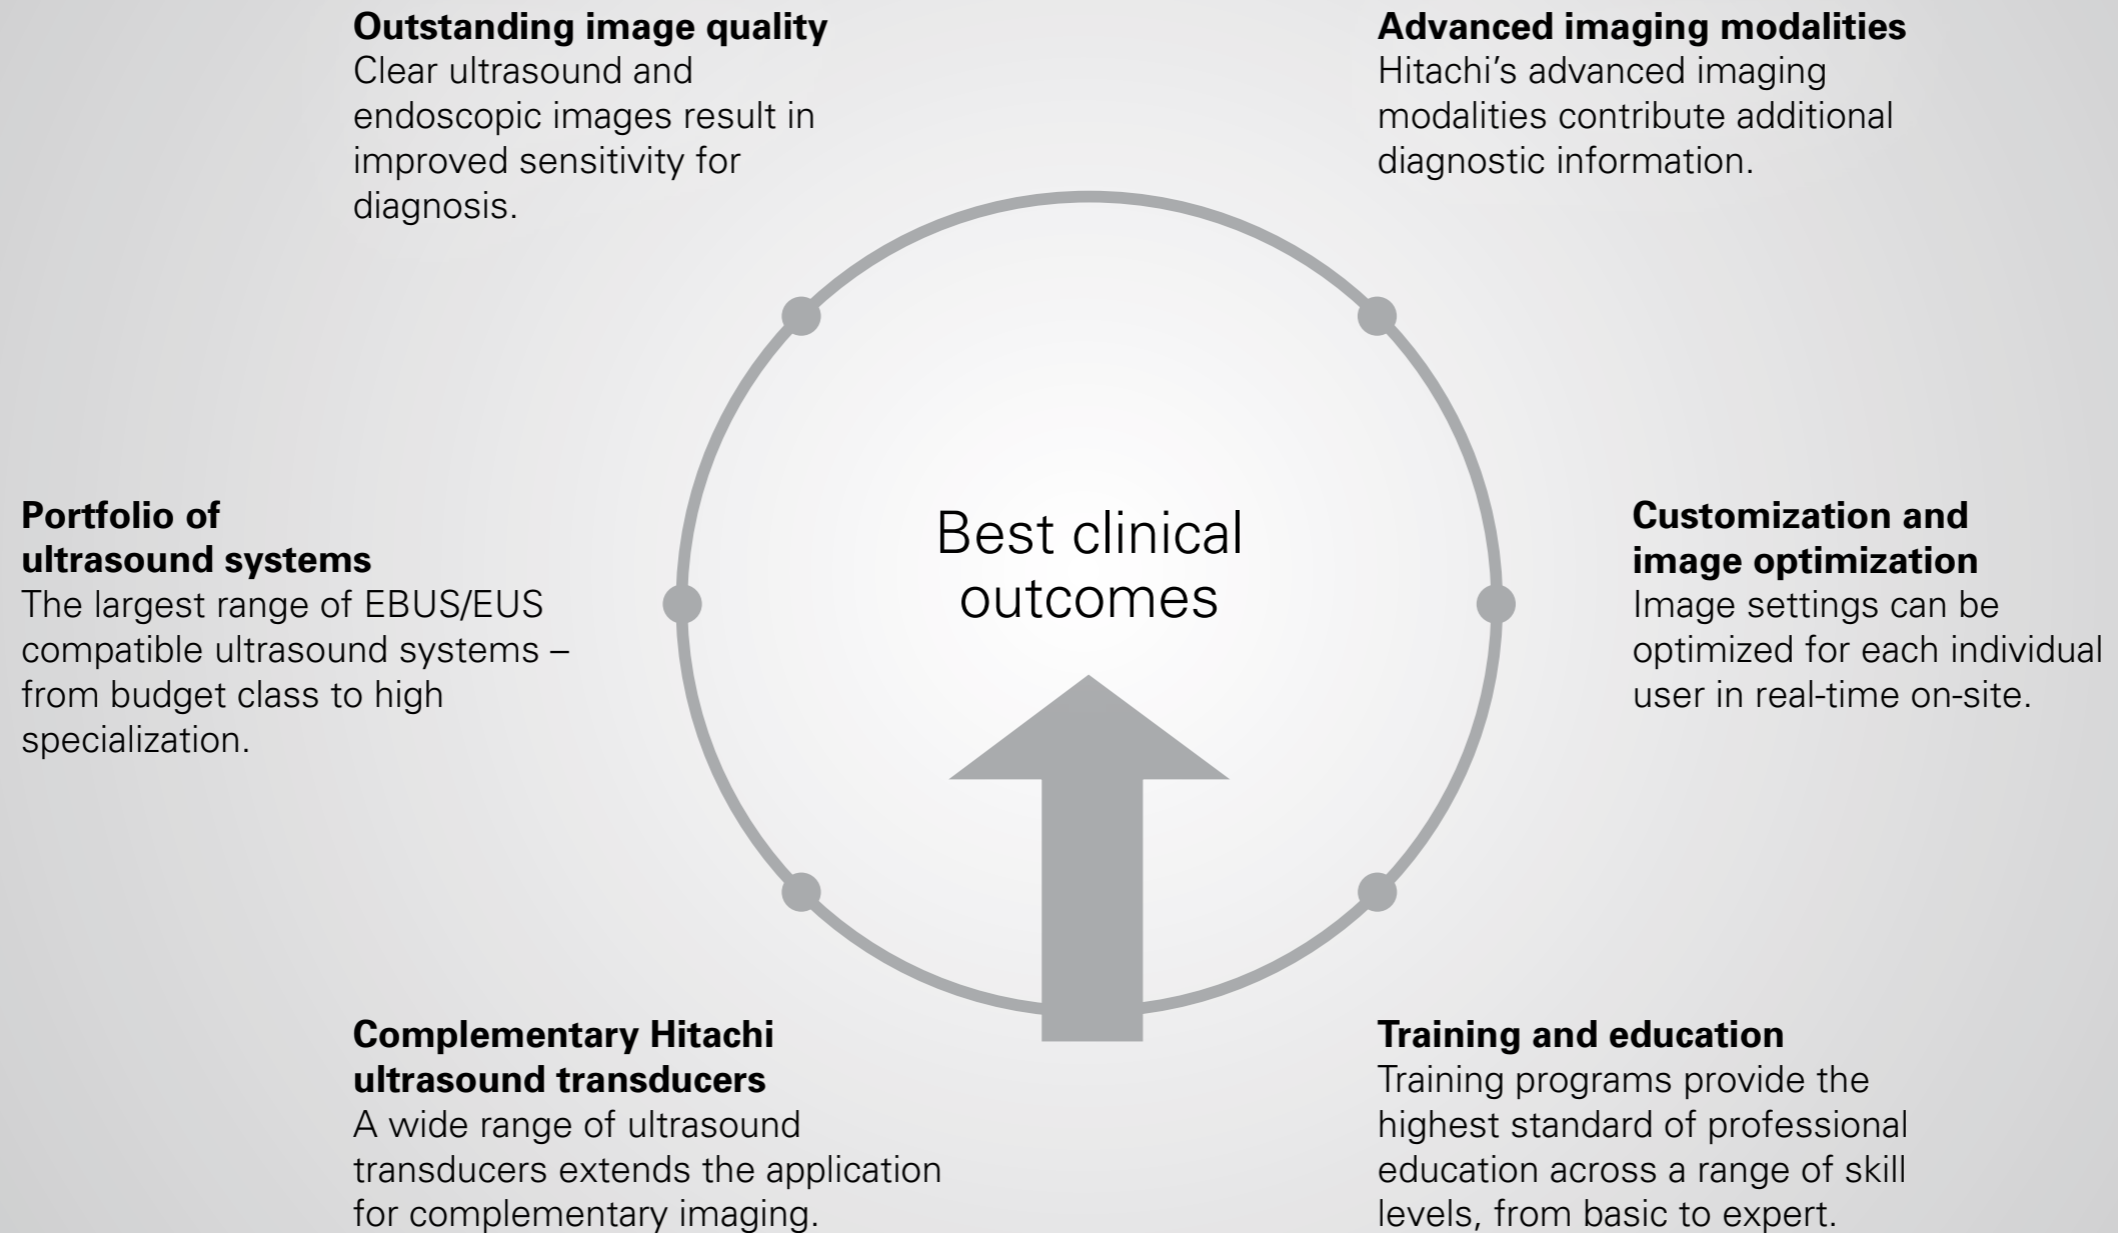 Outstanding image quality
Clear ultrasound and
endoscopic images result in
improved sensitivity for
diagnosis.
Advanced imaging modalities
Hitachi’s advanced imaging
modalities contribute additional
diagnostic information.
Portfolio of
ultrasound systems
The largest range of EBUS/EUS
compatible ultrasound systems –
from budget class to high
specialization.
Best clinical
outcomes
Customization and
image optimization
Image settings can be
optimized for each individual
user in real-time on-site.
Complementary Hitachi
ultrasound transducers
A wide range of ultrasound
transducers extends the application
for complementary imaging.
Training and education
Training programs provide the
highest standard of professional
education across a range of skill
levels, from basic to expert.